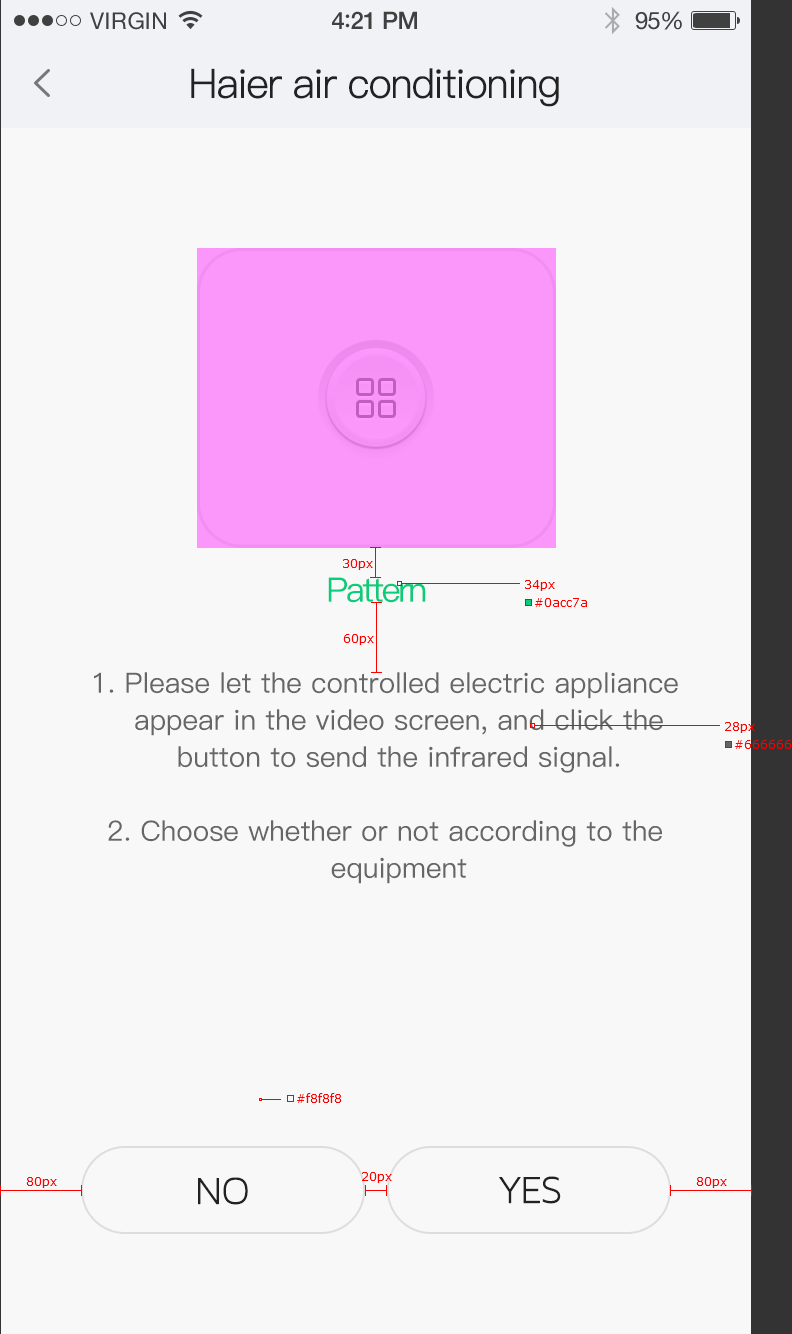 VIRGIN 4:21 PM 95%
Haier air conditioning
30px
Pattern
34px
#0acc7a
60px
1. Please let the controlled electric appliance
appear in the video screen, and click the
28px
button to send the infrared signal.
#666666
2. Choose whether or not according to the
equipment
#f8f8f8
80px
20px
80px
NO
YES